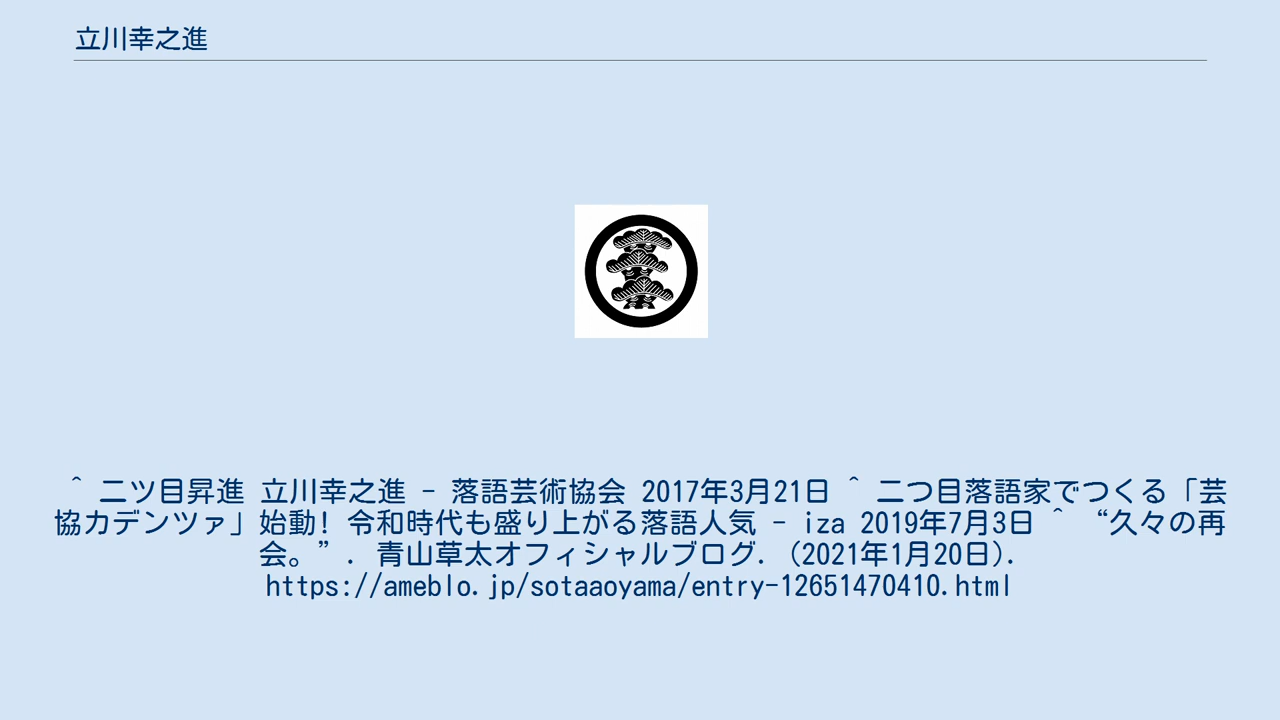 立川幸之進
^ 二ツ目昇進 立川幸之進 - 落語芸術協会 2017年3月21日 ^ 二つ目落語家でつくる「芸
協カデンツァ」始動! 令和時代も盛り上がる落語人気 - iza 2019年7月3日 ^ “久々の再
会。”. 青山草太オフィシャルブログ. (2021年1月20日).
https://ameblo.jp/sotaaoyama/entry-12651470410.html